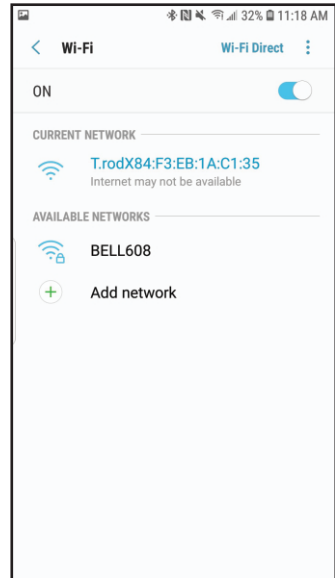 32% 11:18 AM
Wi-Fi Wi-Fi Direct
ON
CURRENT NETWORK
T.rodX84:F3:EB:1A:C1:35
Internet may not be available
AVAILABLE NETWORKS
BELL608
Add network